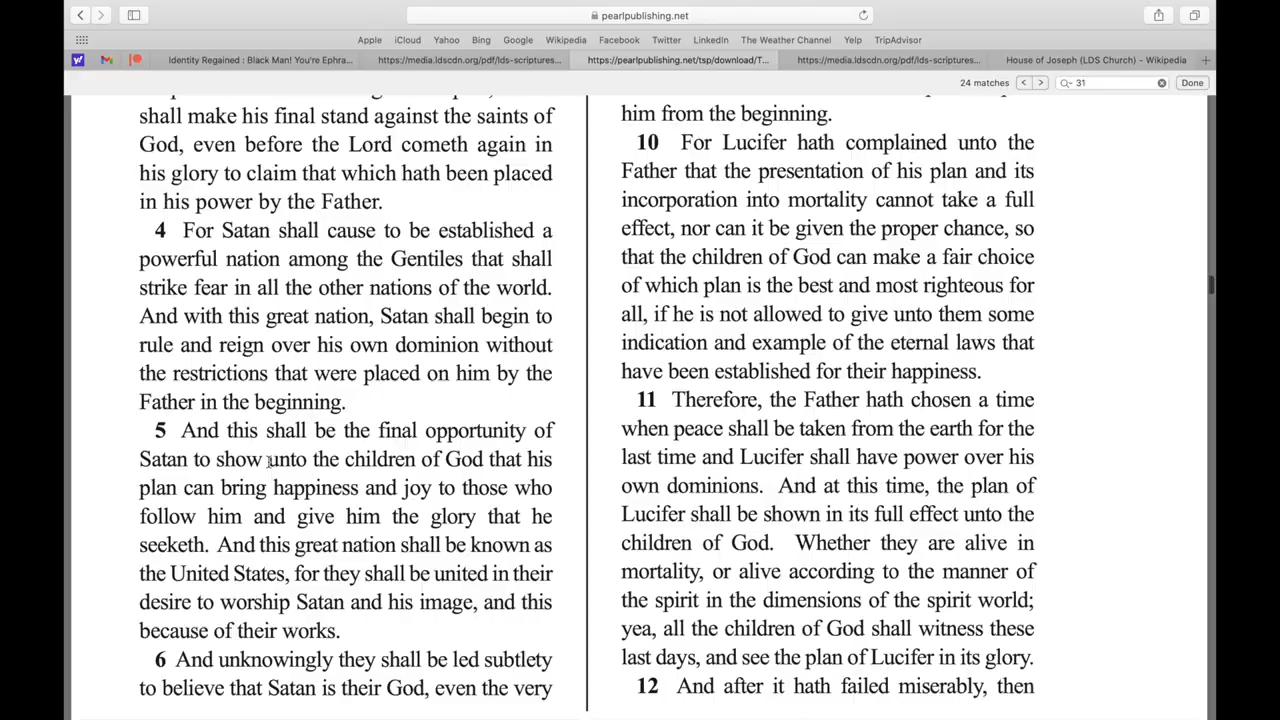 pearlpublishing.net
Apple iCloud Yahoo Bing Google Wikipedia Facebook Twitter LinkedIn The Weather Channel Yelp TripAdvisor
Identity Regained : Black Man! You're Ephra... https://media.ldscdn.org/pdf/lds-scriptures... https://pearlpublishing.net/tsp/download/T... https://media.ldscdn.org/pdf/lds-scriptures... House of Joseph (LDS Church) - Wikipedia
24 matches 31 Done
shall make his final stand against the saints of
God, even before the Lord cometh again in
his glory to claim that which hath been placed
in his power by the Father.
4 For Satan shall cause to be established a
powerful nation among the Gentiles that shall
strike fear in all the other nations of the world.
And with this great nation, Satan shall begin to
rule and reign over his own dominion without
the restrictions that were placed on him by the
Father in the beginning.
5 And this shall be the final opportunity of
Satan to show unto the children of God that his
plan can bring happiness and joy to those who
follow him and give him the glory that he
seeketh. And this great nation shall be known as
the United States, for they shall be united in their
desire to worship Satan and his image, and this
because of their works.
6 And unknowingly they shall be led subtlety
to believe that Satan is their God, even the very
him from the beginning.
10 For Lucifer hath complained unto the
Father that the presentation of his plan and its
incorporation into mortality cannot take a full
effect, nor can it be given the proper chance, so
that the children of God can make a fair choice
of which plan is the best and most righteous for
all, if he is not allowed to give unto them some
indication and example of the eternal laws that
have been established for their happiness.
11 Therefore, the Father hath chosen a time
when peace shall be taken from the earth for the
last time and Lucifer shall have power over his
own dominions. And at this time, the plan of
Lucifer shall be shown in its full effect unto the
children of God. Whether they are alive in
mortality, or alive according to the manner of
the spirit in the dimensions of the spirit world;
yea, all the children of God shall witness these
last days, and see the plan of Lucifer in its glory.
12 And after it hath failed miserably, then